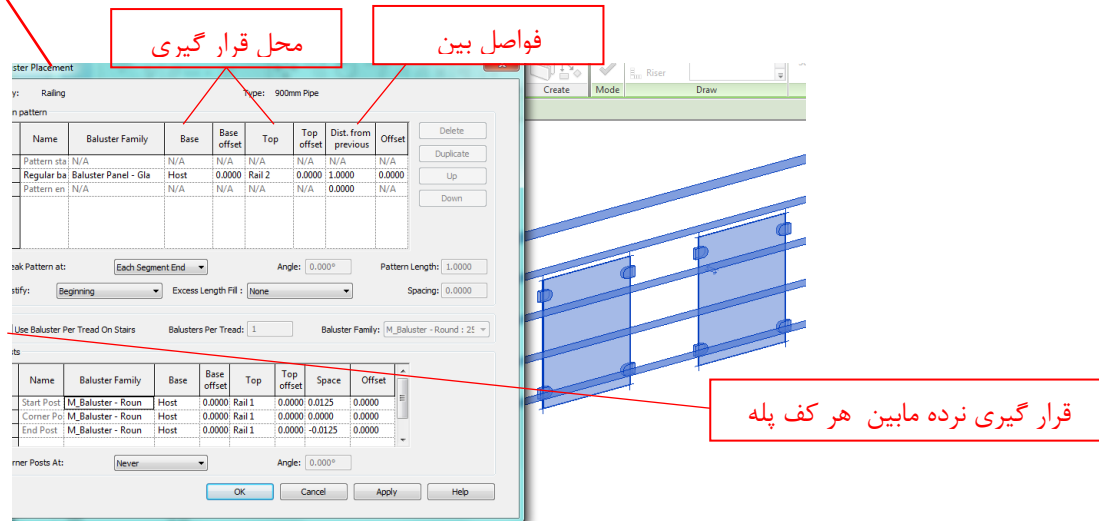 محل قرار گیری
فواصل بین
ster Placement
y: Railing Type: 900mm Pipe
n pattern
Name Baluster Family Base Base offset Top Top offset Dist. from previous Offset
Pattern sta N/A N/A N/A N/A N/A N/A N/A
Regular ba Baluster Panel - Gla Host 0.0000 Rail 2 0.0000 1.0000 0.0000
Pattern en N/A N/A N/A N/A N/A 0.0000 N/A
Delete
Duplicate
Up
Down
eak Pattern at: Each Segment End Angle: 0.000° Pattern Length: 1.0000
stify: Beginning Excess Length Fill : None Spacing: 0.0000
Use Baluster Per Tread On Stairs Balusters Per Tread: 1 Baluster Family: M_Baluster - Round : 25
sts
Name Baluster Family Base Base offset Top Top offset Space Offset
Start Post M_Baluster - Roun Host 0.0000 Rail 1 0.0000 0.0125 0.0000
Corner Po M_Baluster - Roun Host 0.0000 Rail 1 0.0000 0.0000 0.0000
End Post M_Baluster - Roun Host 0.0000 Rail 1 0.0000 -0.0125 0.0000
rner Posts At: Never Angle: 0.000°
OK Cancel Apply Help
Riser
Create Mode Draw
قرار گیری نرده مابین هر کف پله